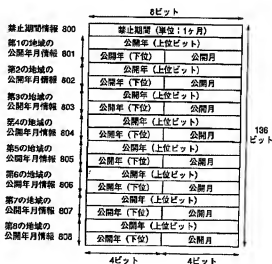 8ビット
禁止期間情報 800
禁止期間（単位：1ヶ月）
第1の地域の
公開年月情報 801
公開年（上位ビット）
公開年（下位） 公開月
第2の地域の
公開年月情報 802
公開年（上位ビット）
公開年（下位） 公開月
第3の地域の
公開年月情報 803
公開年（上位ビット）
公開年（下位） 公開月
第4の地域の
公開年月情報 804
公開年（上位ビット）
公開年（下位） 公開月
第5の地域の
公開年月情報 805
公開年（上位ビット）
公開年（下位） 公開月
第6の地域の
公開年月情報 806
公開年（上位ビット）
公開年（下位） 公開月
第7の地域の
公開年月情報 807
公開年（上位ビット）
公開年（下位） 公開月
第8の地域の
公開年月情報 808
公開年（上位ビット）
公開年（下位） 公開月
136
ビット
4ビット 4ビット